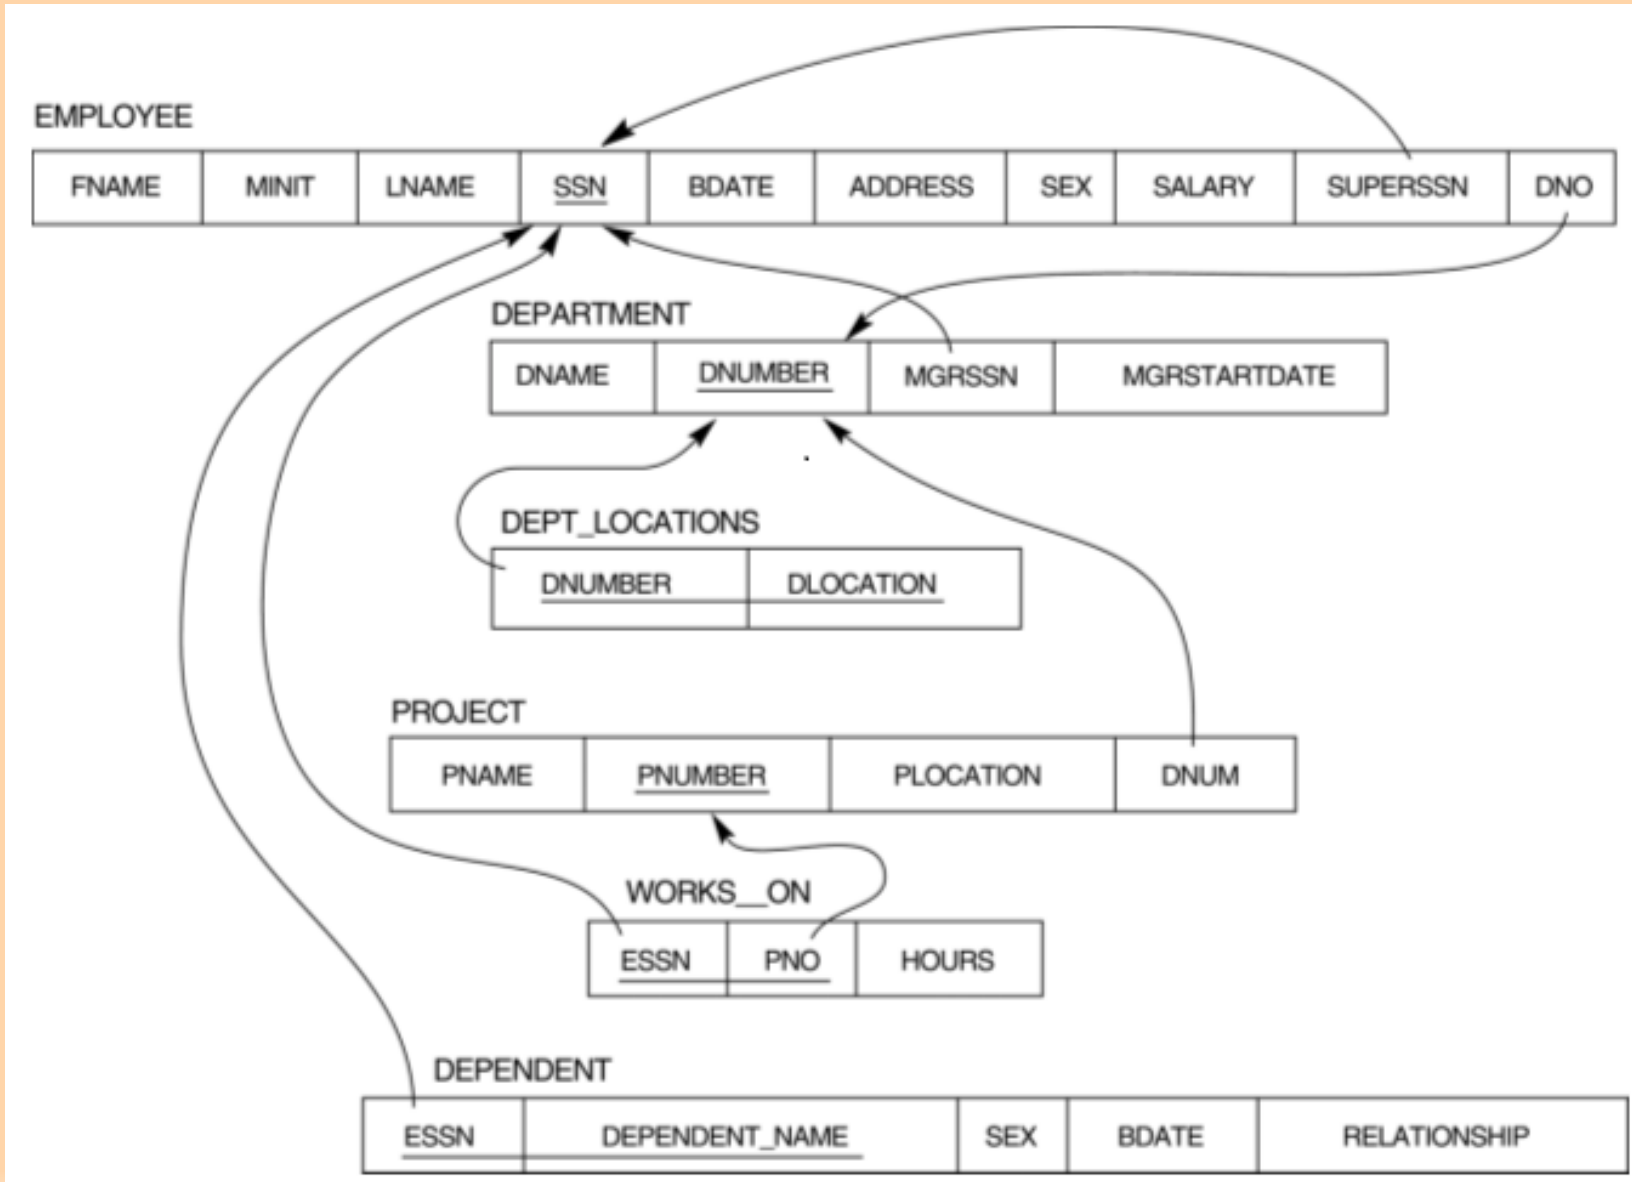 EMPLOYEE
FNAME MINIT LNAME SSN BDATE ADDRESS SEX SALARY SUPERSSN DNO
DEPARTMENT
DNAME DNUMBER MGRSSN MGRSTARTDATE
DEPT_LOCATIONS
DNUMBER DLOCATION
PROJECT
PNAME PNUMBER PLOCATION DNUM
WORKS__ON
ESSN PNO HOURS
DEPENDENT
ESSN DEPENDENT_NAME SEX BDATE RELATIONSHIP